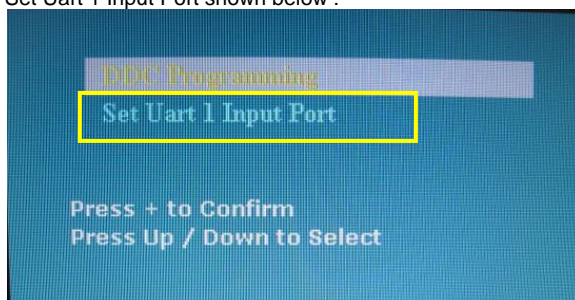 Set Uart 1 Input Port shown below .
DDC Programming
Set Uart 1 Input Port
Press + to Confirm
Press Up / Down to Select